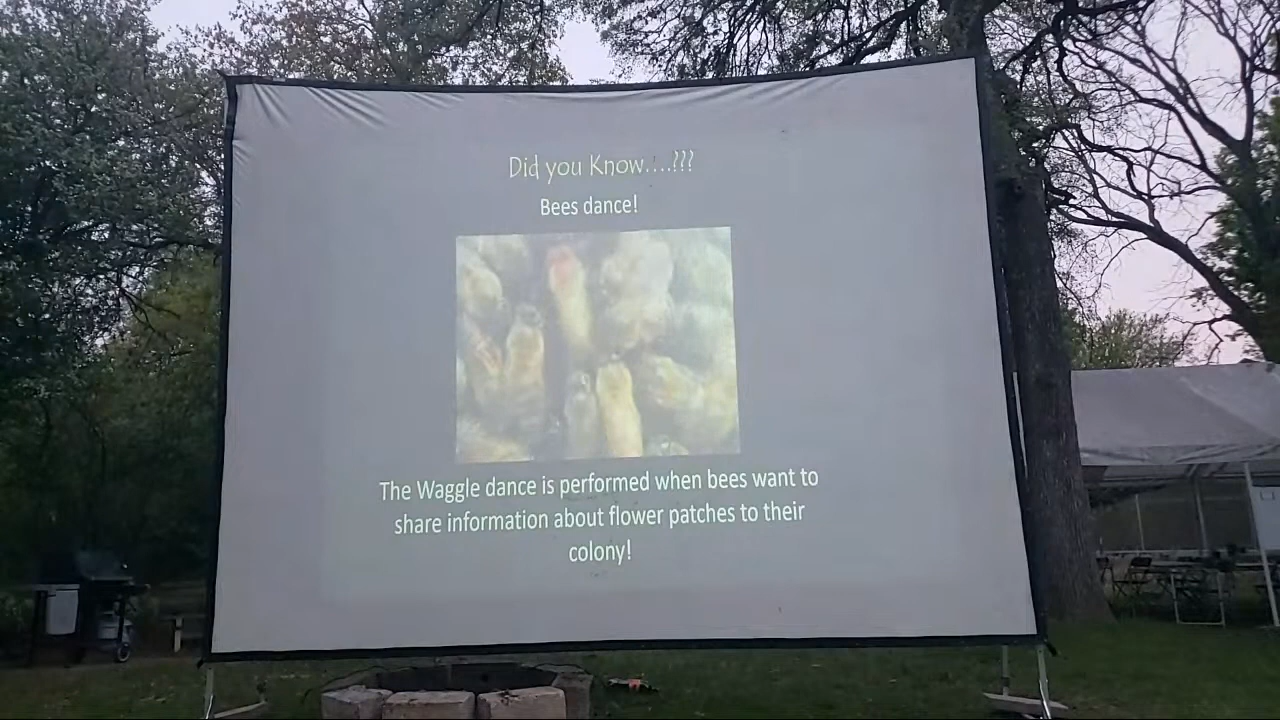 Did you Know....???
Bees dance!
The Waggle dance is performed when bees want to
share information about flower patches to their
colony!